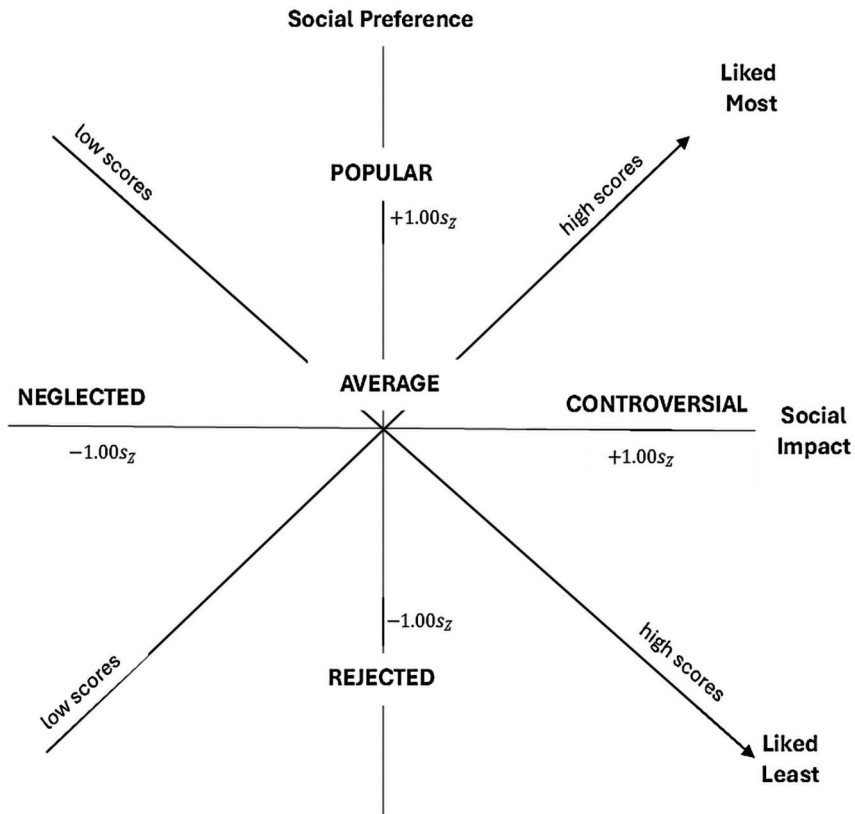 Social Preference
Liked
Most
low scores
high scores
POPULAR
+1.00s_Z
AVERAGE
NEGLECTED
CONTROVERSIAL
Social
Impact
−1.00s_Z
+1.00s_Z
−1.00s_Z
REJECTED
low scores
high scores
Liked
Least